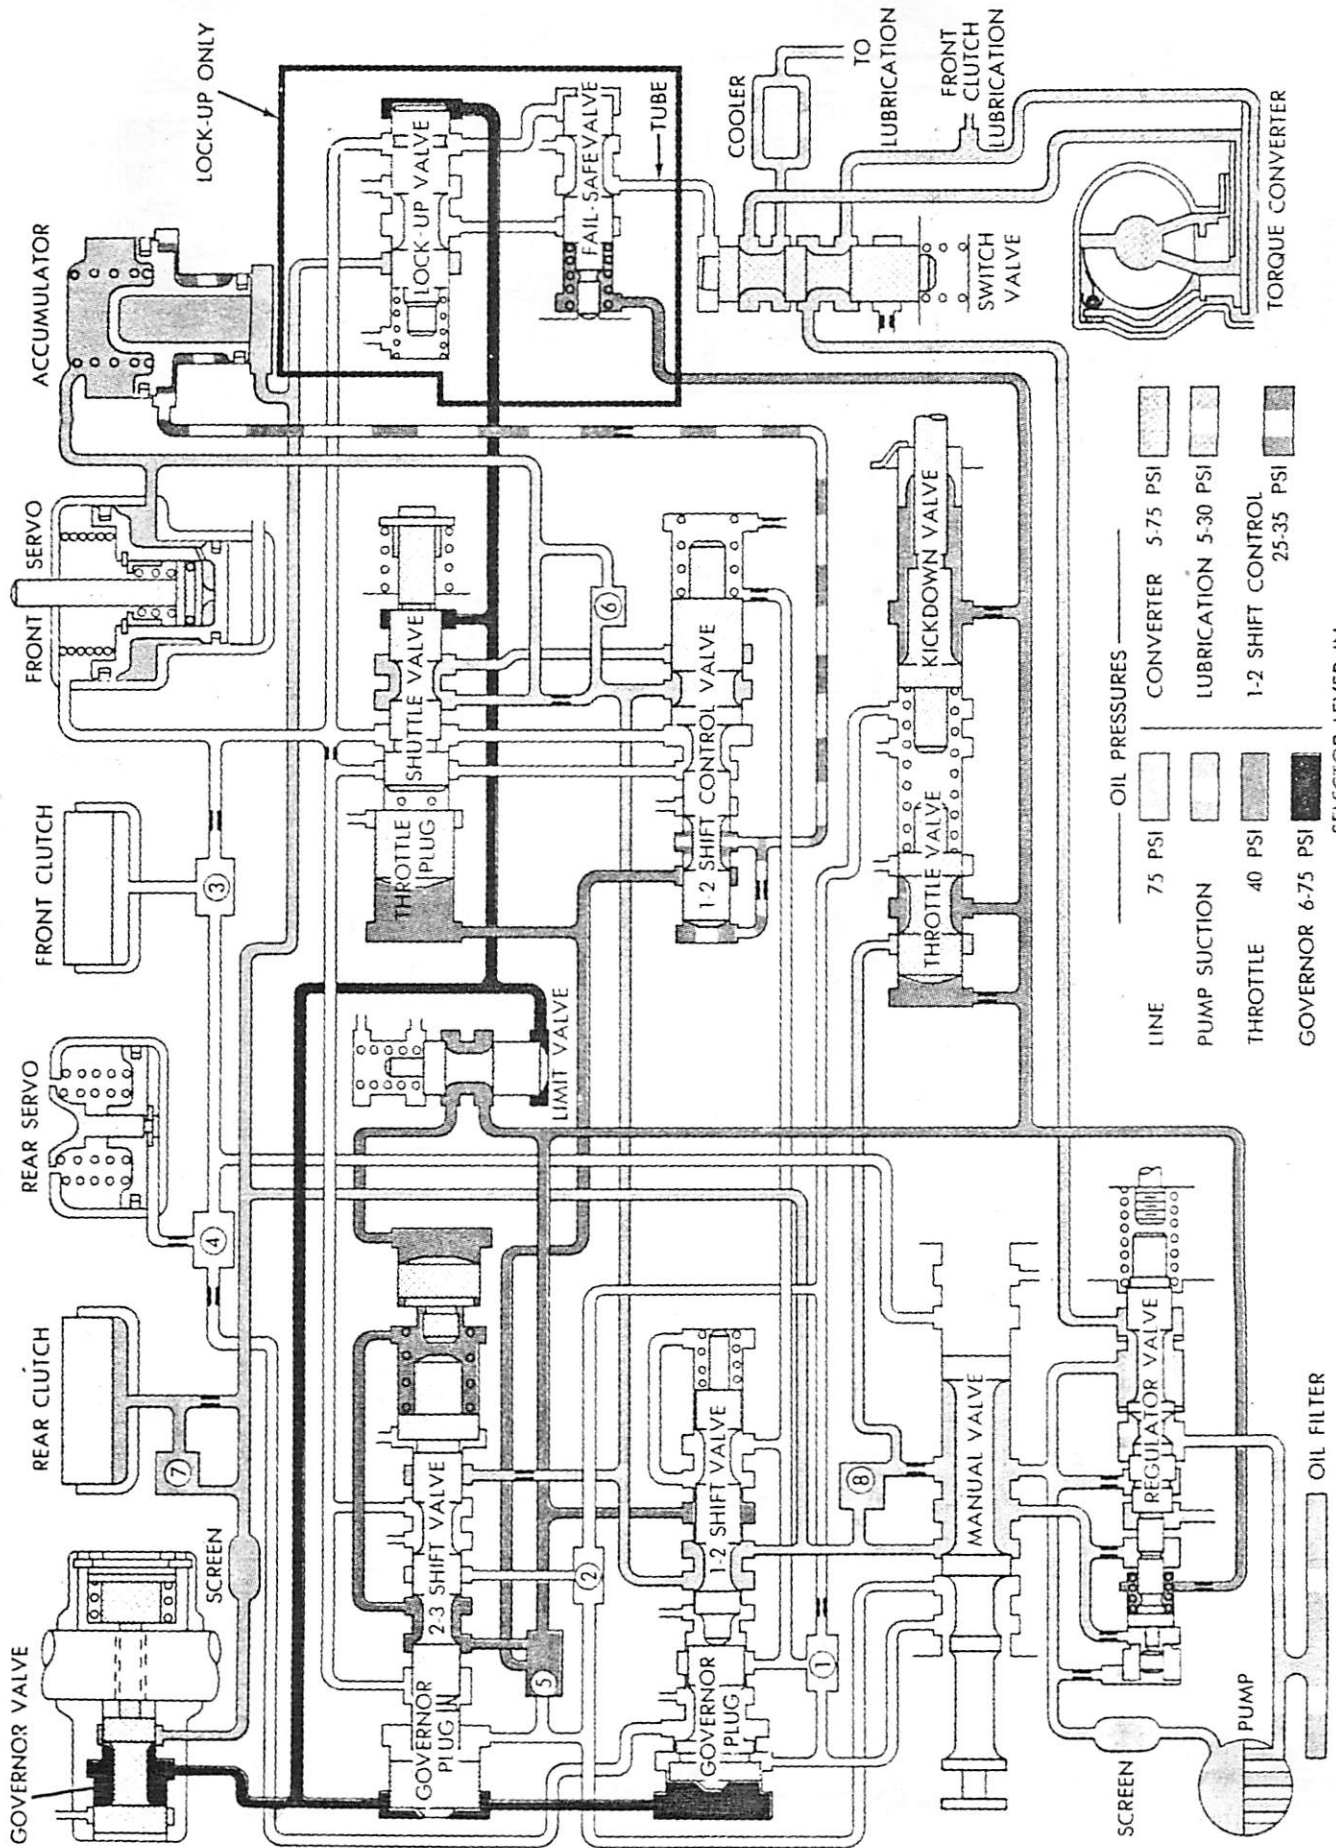 GOVERNOR VALVE
REAR CLUTCH
REAR SERVO
FRONT CLUTCH
FRONT SERVO
ACCUMULATOR
LOCK-UP ONLY
SCREEN
7
4
3
GOVERNOR
PLUG
2-3 SHIFT VALVE
LIMIT VALVE
THROTTLE
PLUG
SHUTTLE VALVE
LOCK-UP VALVE
5
2
6
FAIL-SAFE VALVE
TUBE
GOVERNOR
PLUG
1-2 SHIFT VALVE
1-2 SHIFT CONTROL VALVE
1
8
COOLER
TO
LUBRICATION
FRONT
CLUTCH
LUBRICATION
SWITCH
VALVE
MANUAL VALVE
THROTTLE VALVE
KICKDOWN VALVE
REGULATOR VALVE
SCREEN
PUMP
OIL FILTER
TORQUE CONVERTER
OIL PRESSURES
LINE 75 PSI
CONVERTER 5-75 PSI
PUMP SUCTION
LUBRICATION 5-30 PSI
THROTTLE 40 PSI
1-2 SHIFT CONTROL
25-35 PSI
GOVERNOR 6-75 PSI